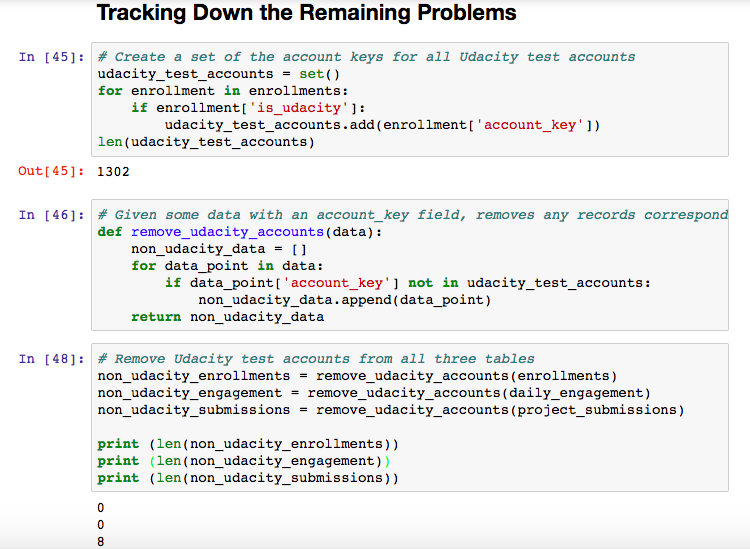 Tracking Down the Remaining Problems
In [45]: # Create a set of the account keys for all Udacity test accounts
udacity_test_accounts = set()
for enrollment in enrollments:
    if enrollment['is_udacity']:
        udacity_test_accounts.add(enrollment['account_key'])
len(udacity_test_accounts)
Out[45]: 1302
In [46]: # Given some data with an account_key field, removes any records correspond
def remove_udacity_accounts(data):
    non_udacity_data = []
    for data_point in data:
        if data_point['account_key'] not in udacity_test_accounts:
            non_udacity_data.append(data_point)
    return non_udacity_data
In [48]: # Remove Udacity test accounts from all three tables
non_udacity_enrollments = remove_udacity_accounts(enrollments)
non_udacity_engagement = remove_udacity_accounts(daily_engagement)
non_udacity_submissions = remove_udacity_accounts(project_submissions)
print (len(non_udacity_enrollments))
print (len(non_udacity_engagement))
print (len(non_udacity_submissions))
0
0
8